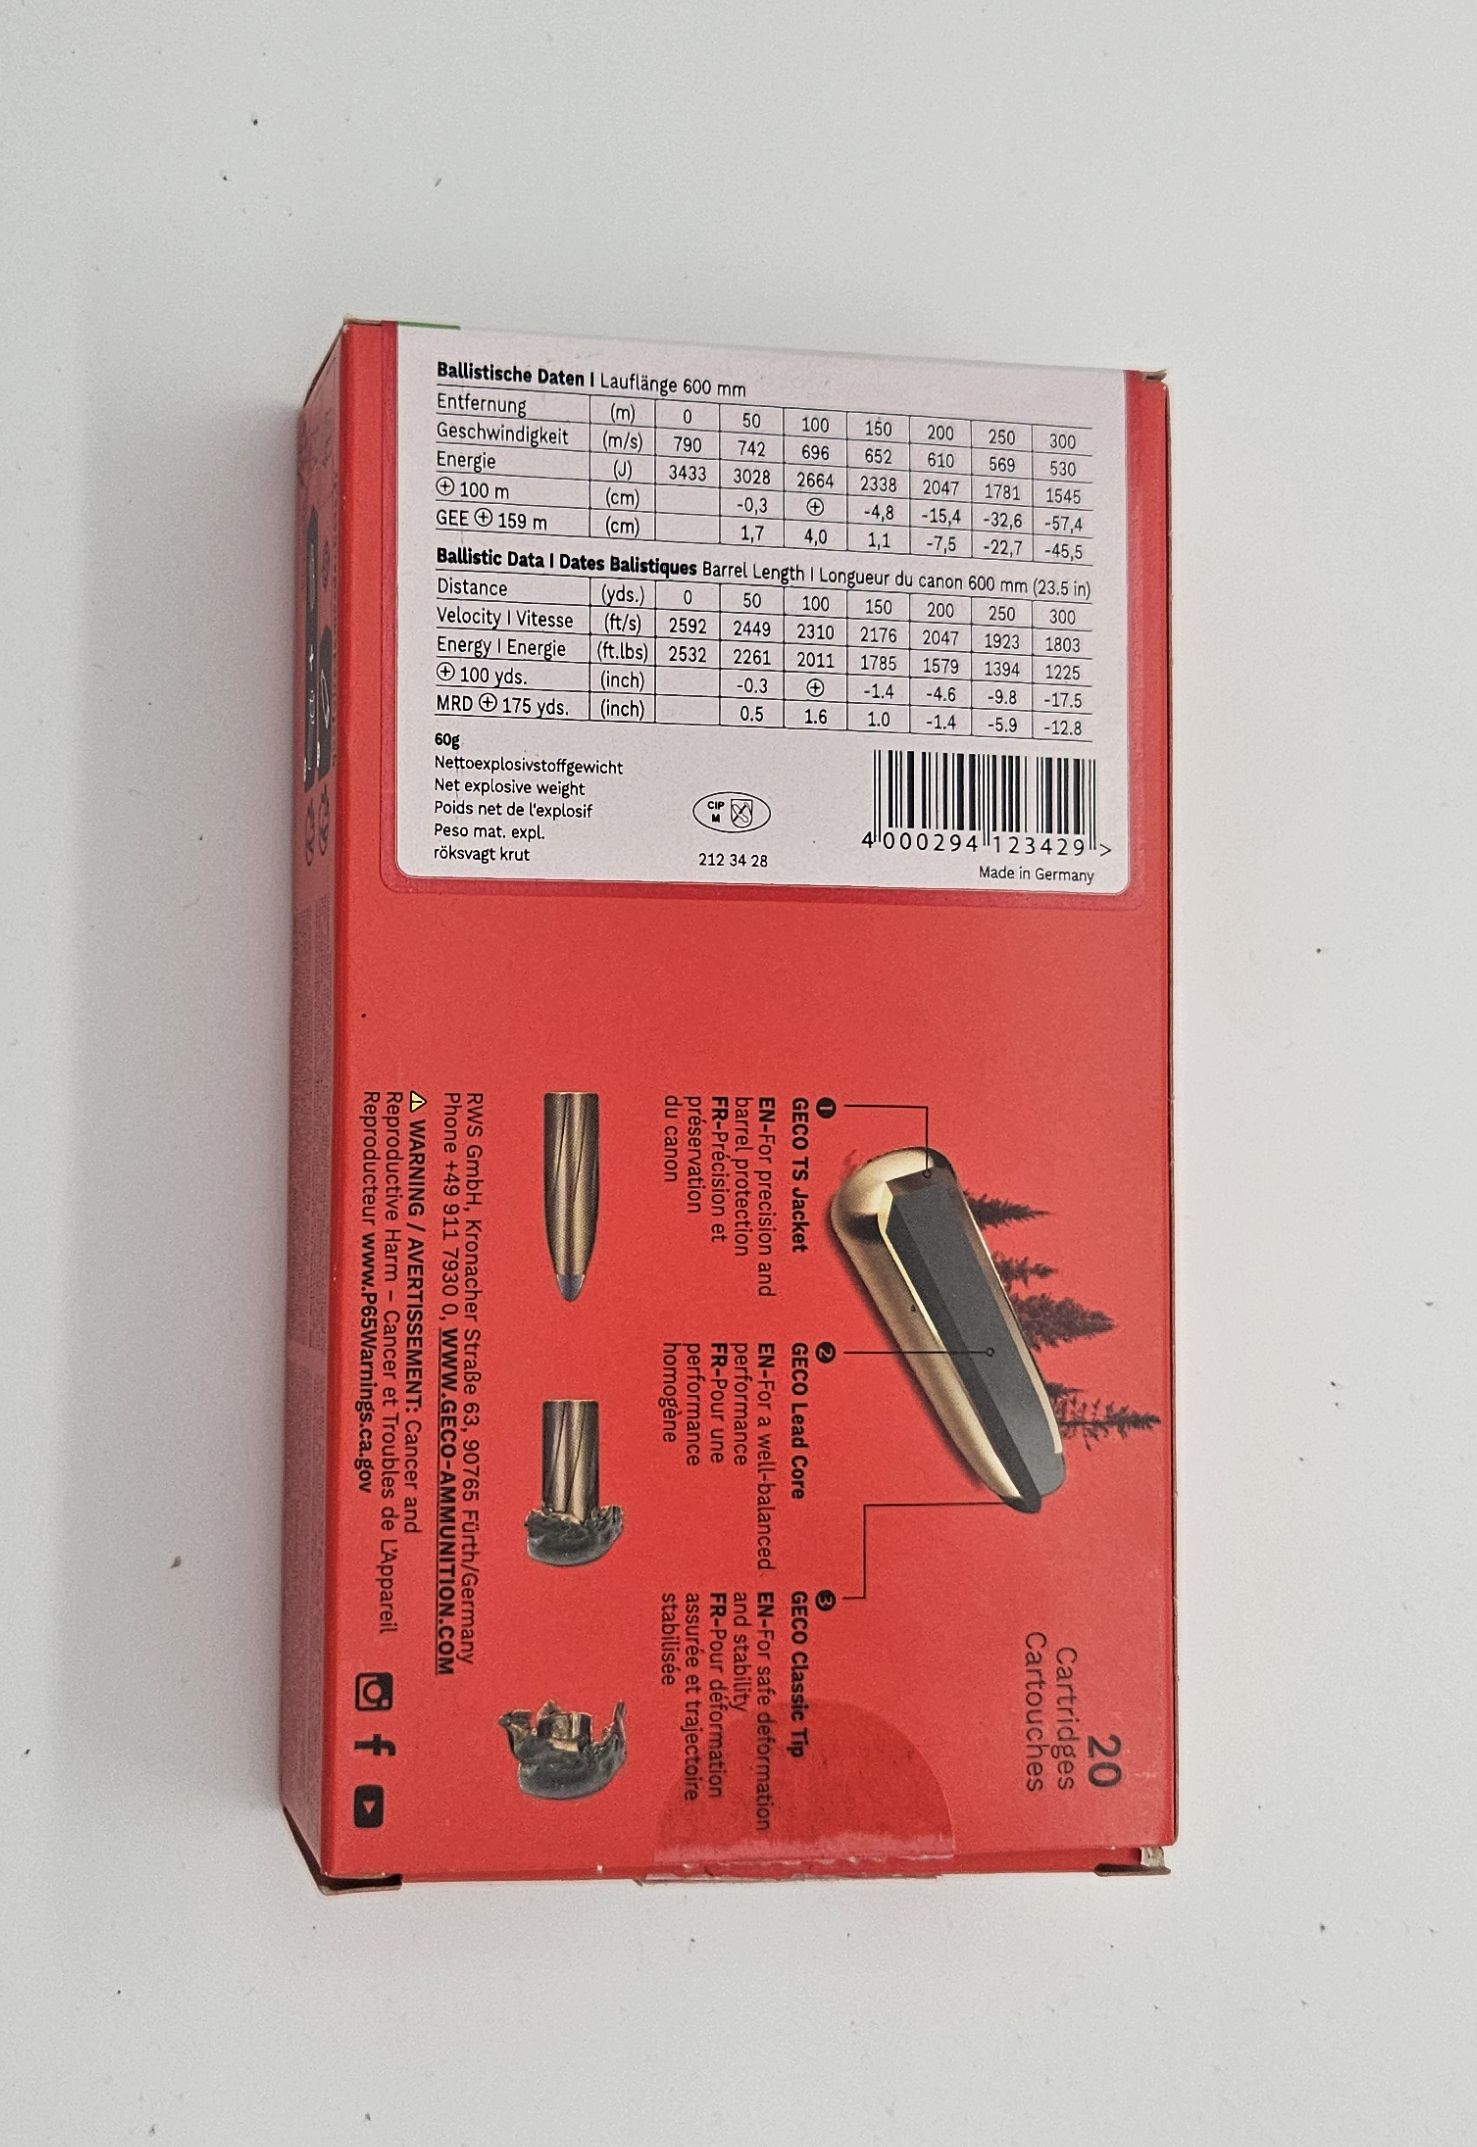 Ballistische Daten | Lauflänge 600 mm
Entfernung (m) 0 50 100 150 200 250 300
Geschwindigkeit (m/s) 790 742 696 652 610 569 530
Energie (J) 3433 3028 2664 2338 2047 1781 1545
⊕ 100 m (cm) -0,3 ⊕ -4,8 -15,4 -32,6 -57,4
GEE ⊕ 159 m (cm) 1,7 4,0 1,1 -7,5 -22,7 -45,5
Ballistic Data | Dates Balistiques Barrel Length | Longueur du canon 600 mm (23.5 in)
Distance (yds.) 0 50 100 150 200 250 300
Velocity | Vitesse (ft/s) 2592 2449 2310 2176 2047 1923 1803
Energy | Energie (ft.lbs) 2532 2261 2011 1785 1579 1394 1225
⊕ 100 yds. (inch) -0.3 ⊕ -1.4 -4.6 -9.8 -17.5
MRD ⊕ 175 yds. (inch) 0.5 1.6 1.0 -1.4 -5.9 -12.8
60g
Nettoexplosivstoffgewicht
Net explosive weight
Poids net de l'explosif
Peso mat. expl.
röksvagt krut
CIP
M
212 34 28
4 000294 123429 >
Made in Germany
20
Cartridges
Cartouches
1
GECO TS Jacket
EN-For precision and
barrel protection
FR-Précision et
préservation
du canon
2
GECO Lead Core
EN-For a well-balanced
performance
FR-Pour une
performance
homogène
3
GECO Classic Tip
EN-For safe deformation
and stability
FR-Pour déformation
assurée et trajectoire
stabilisée
RWS GmbH, Kronacher Straße 63, 90765 Fürth/Germany
Phone +49 911 7930 0, WWW.GECO-AMMUNITION.COM
⚠ WARNING / AVERTISSEMENT: Cancer and
Reproductive Harm – Cancer et Troubles de L'Appareil
Reproducteur www.P65Warnings.ca.gov